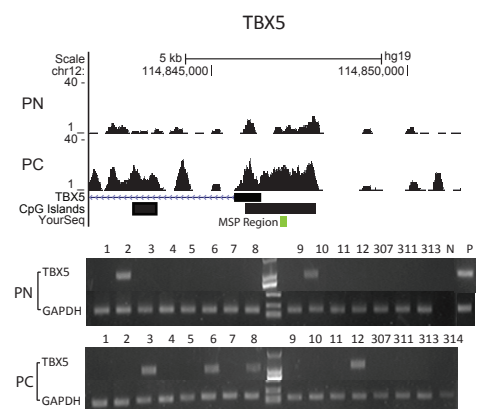 TBX5
Scale 5 kb hg19
chr12: 114,845,000 114,850,000
40 -
PN
1 _
40 -
PC
1 _
TBX5
CpG Islands
YourSeq MSP Region
1 2 3 4 5 6 7 8 9 10 11 12 307 311 313 N P
PN TBX5
GAPDH
1 2 3 4 5 6 7 8 9 10 11 12 307 311 313 314
PC TBX5
GAPDH